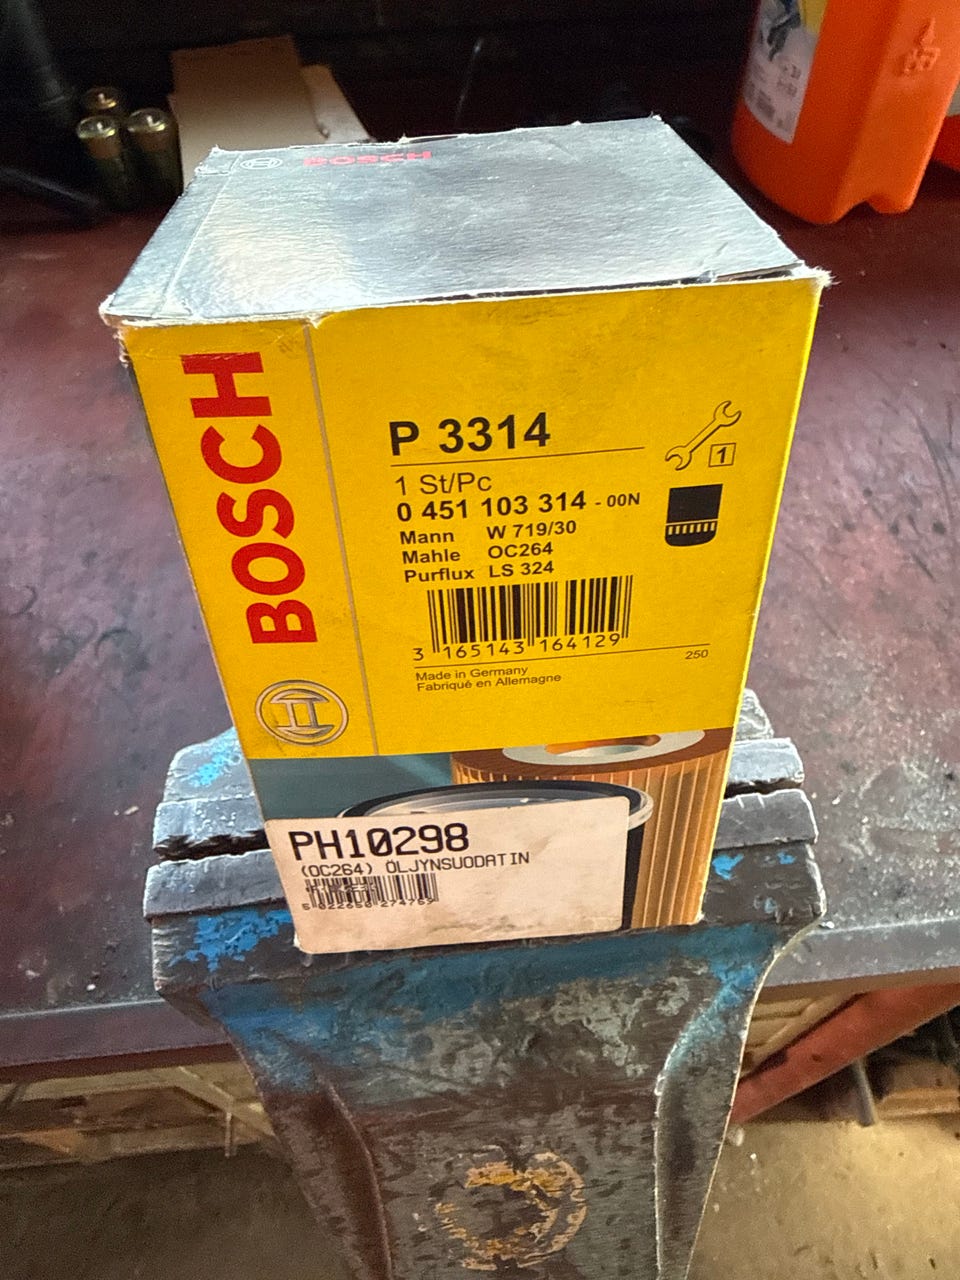 BOSCH
BOSCH
P 3314
1
1 St/Pc
0 451 103 314 - 00N
Mann W 719/30
Mahle OC264
Purflux LS 324
3 165143 164129
250
Made in Germany
Fabriqué en Allemagne
PH10298
(OC264) ÖLJYNSUODATIN